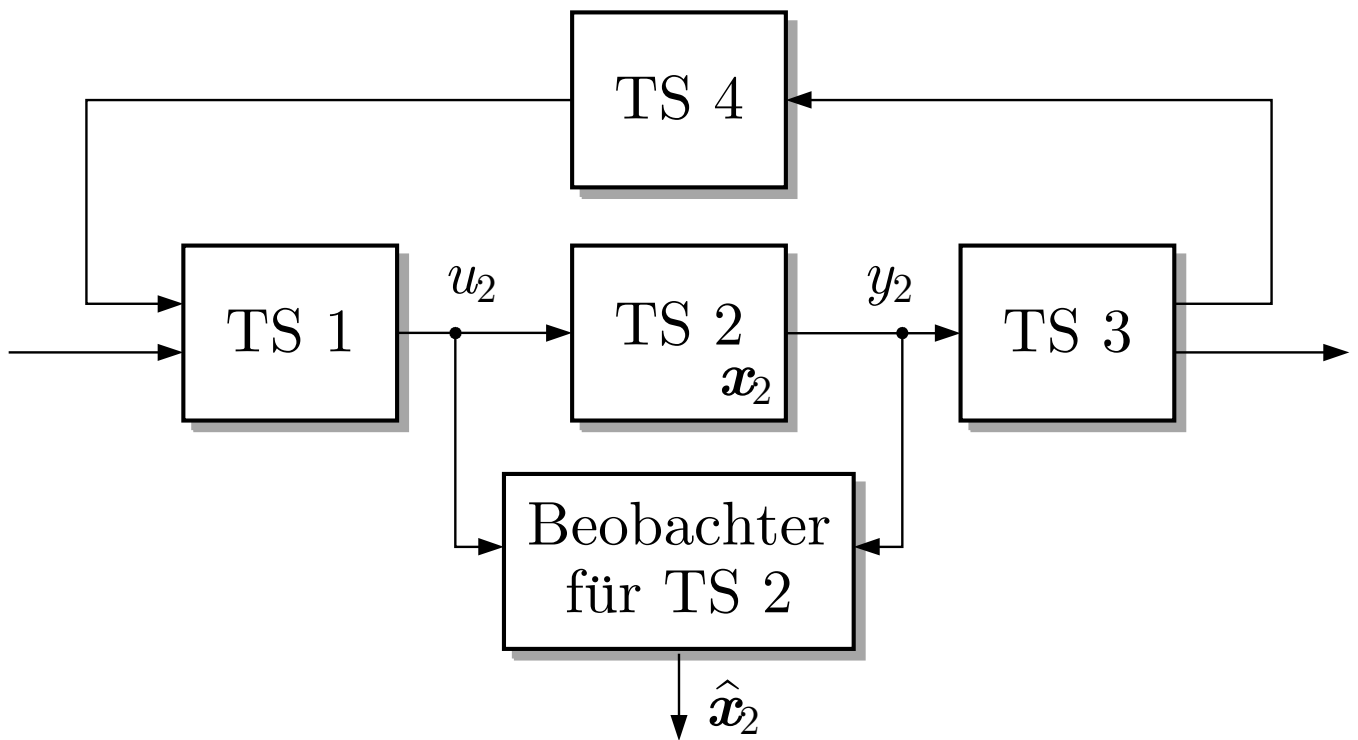 TS 4
u₂
y₂
TS 1
TS 2
x₂
TS 3
Beobachter
für TS 2
x̂₂